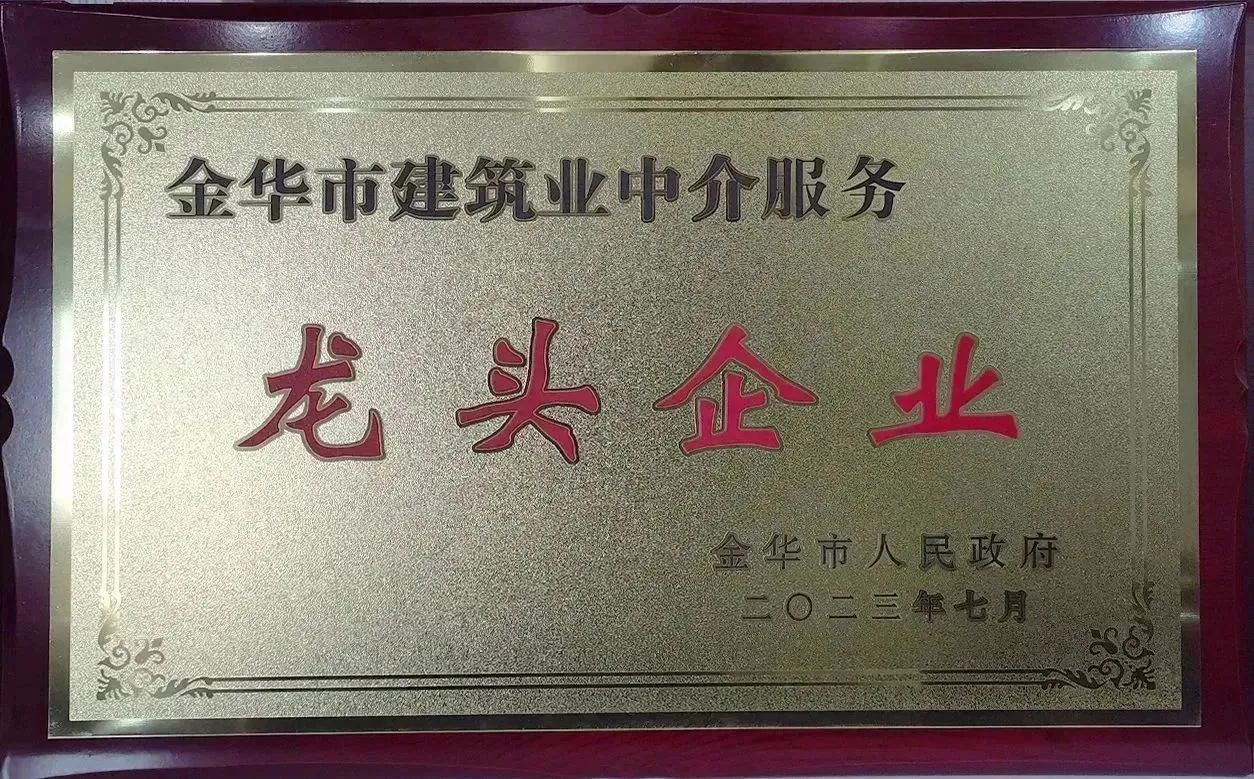 金华市建筑业中介服务
龙头企业
金华市人民政府
二〇二三年七月